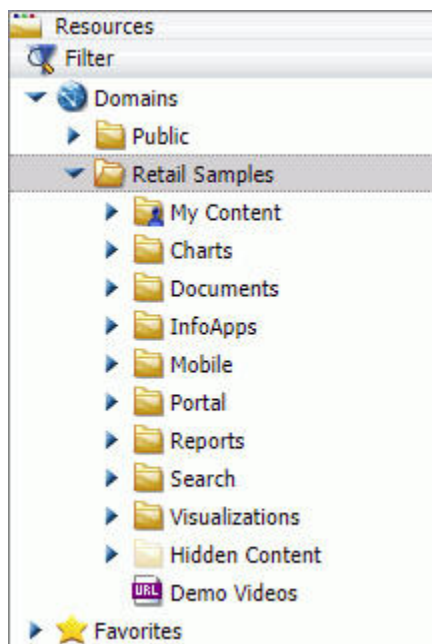 Resources
Filter
Domains
Public
Retail Samples
My Content
Charts
Documents
InfoApps
Mobile
Portal
Reports
Search
Visualizations
Hidden Content
URL Demo Videos
Favorites